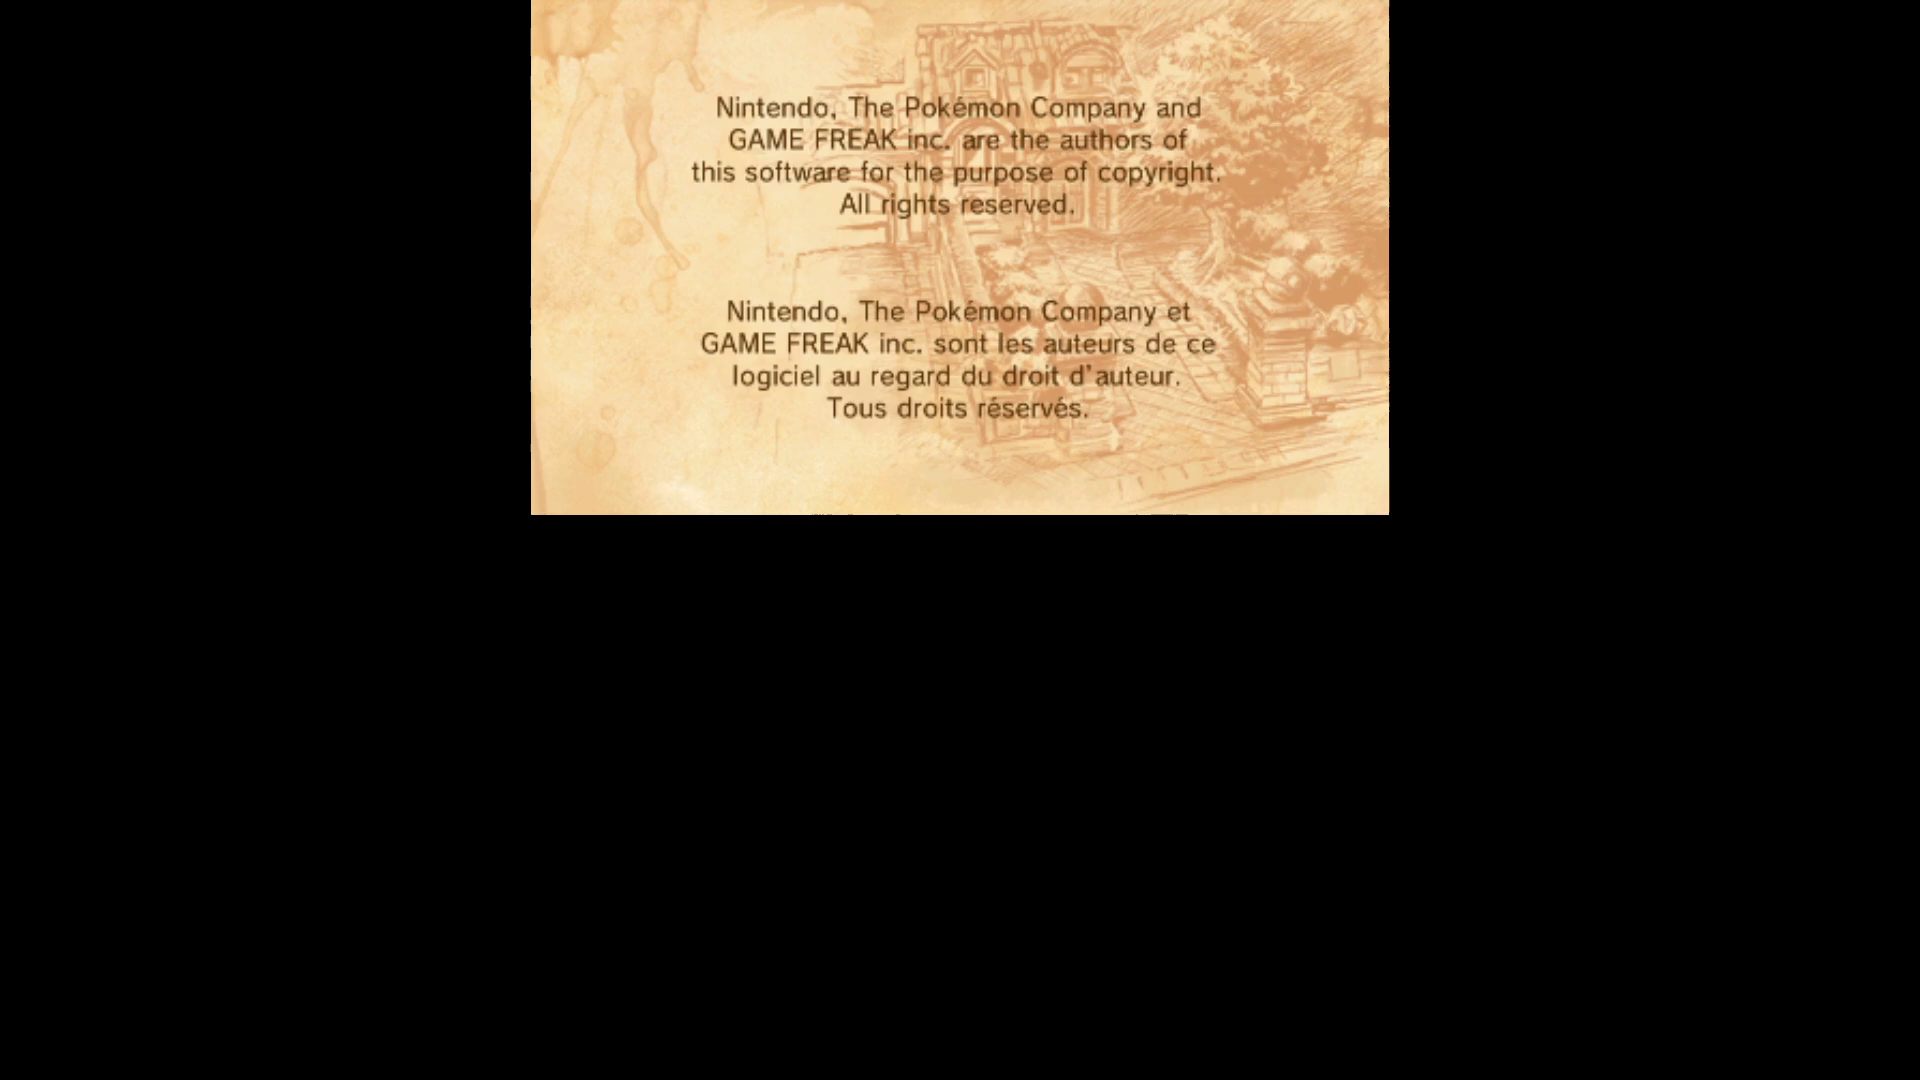 Nintendo, The Pokémon Company and
GAME FREAK inc. are the authors of
this software for the purpose of copyright.
All rights reserved.
Nintendo, The Pokémon Company et
GAME FREAK inc. sont les auteurs de ce
logiciel au regard du droit d'auteur.
Tous droits réservés.